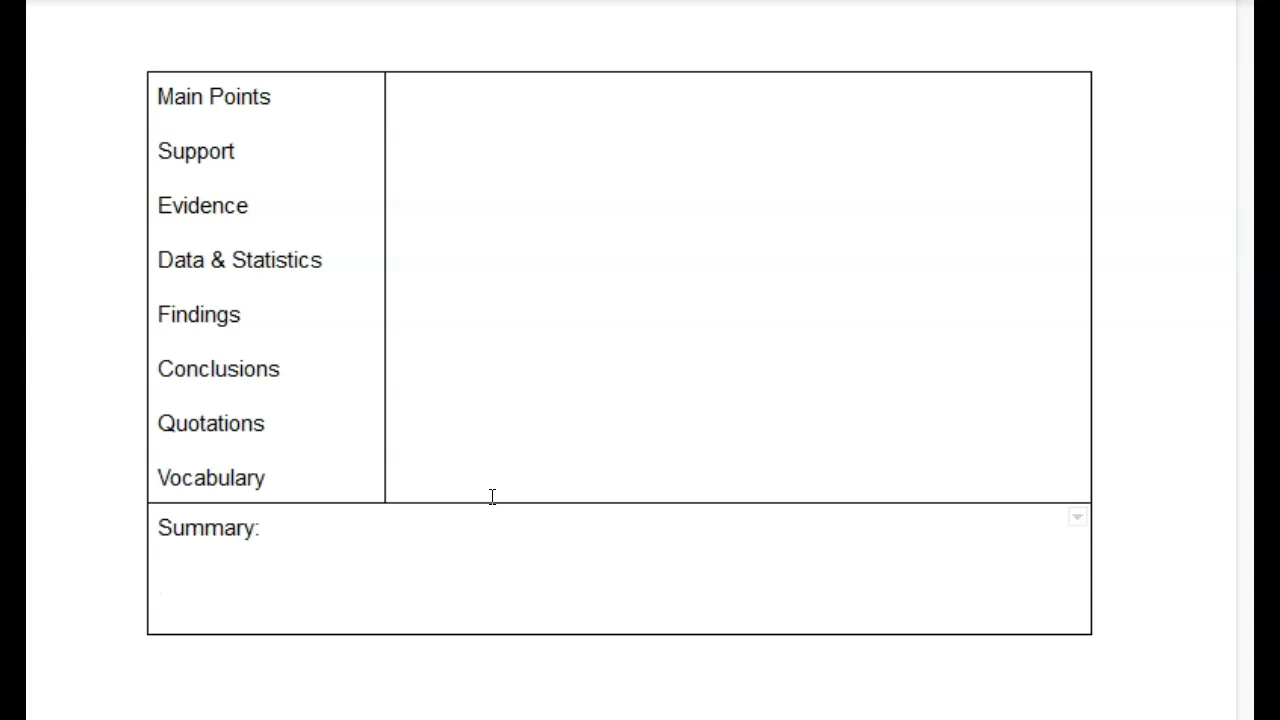 Main Points
Support
Evidence
Data & Statistics
Findings
Conclusions
Quotations
Vocabulary
Summary: